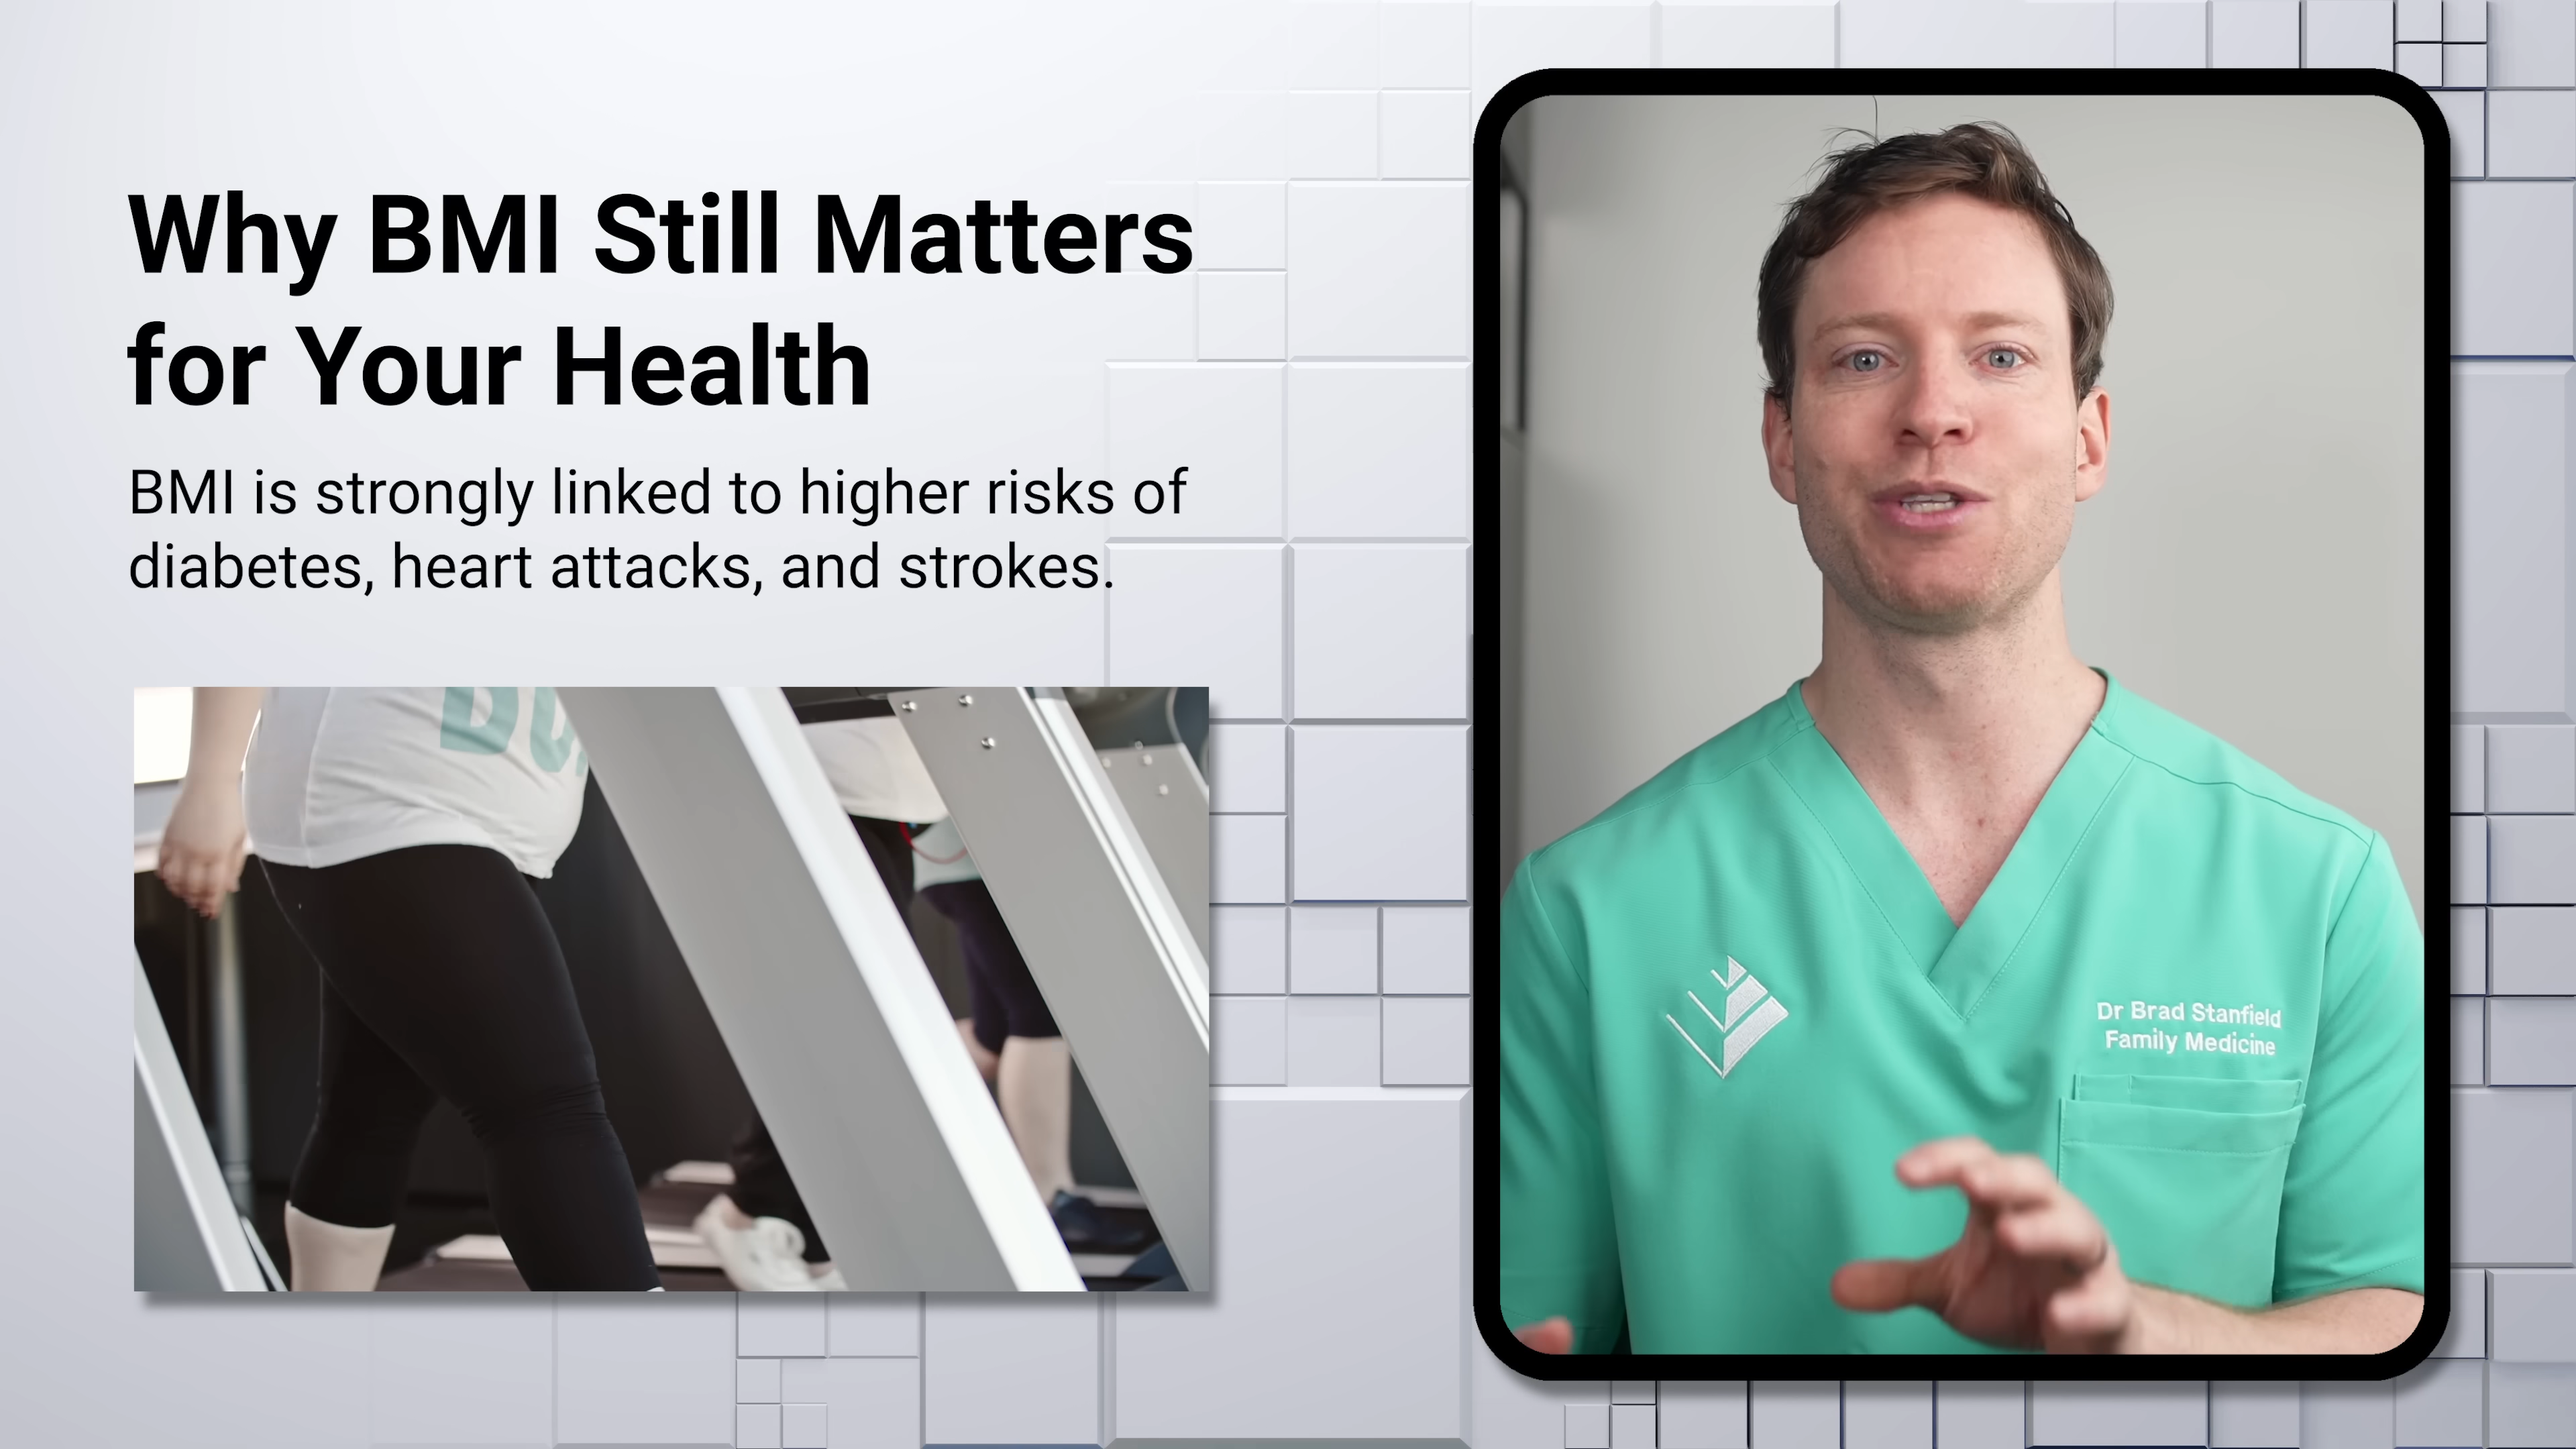 Why BMI Still Matters
for Your Health
BMI is strongly linked to higher risks of
diabetes, heart attacks, and strokes.
Dr Brad Stanfield
Family Medicine